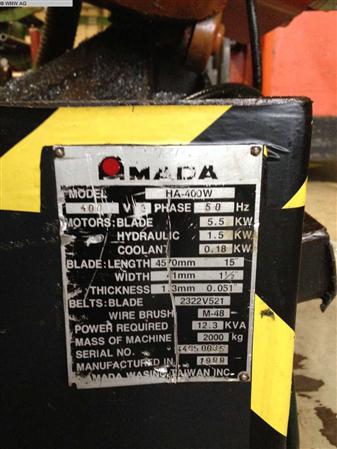 © WMW AG
AMADA
MODEL HA-400W
400 V 3 PHASE 50 Hz
MOTORS: BLADE 5.5 KW
HYDRAULIC 1.5 KW
COOLANT 0.18 KW
BLADE: LENGTH 4570mm 15'
WIDTH 41mm 1½"
THICKNESS 1.3mm 0.051
BELTS: BLADE 2322V521
WIRE BRUSH M-48
POWER REQUIRED 12.3 KVA
MASS OF MACHINE 2000 kg
SERIAL NO.
MANUFACTURED IN
AMADA WASINO TAIWAN INC.